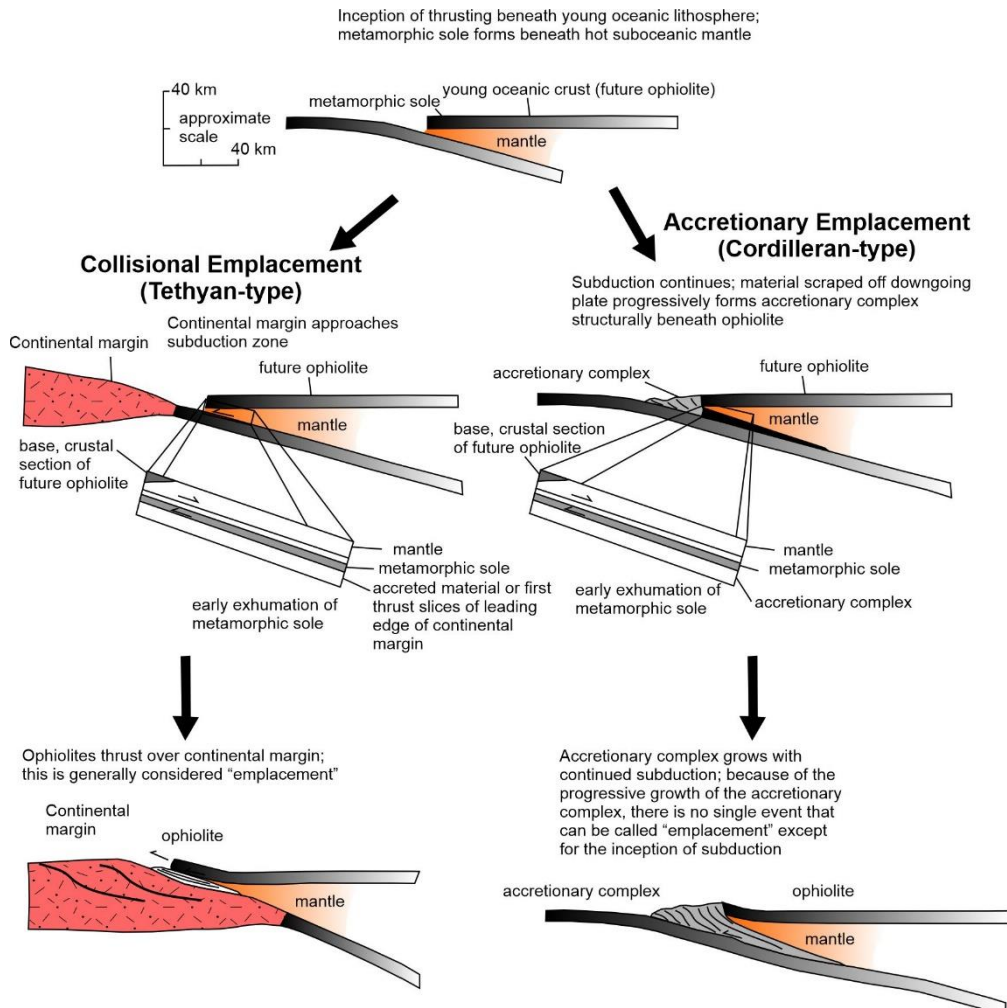 Inception of thrusting beneath young oceanic lithosphere;
metamorphic sole forms beneath hot suboceanic mantle
40 km
approximate
scale
40 km
metamorphic sole
young oceanic crust (future ophiolite)
mantle
Collisional Emplacement
(Tethyan-type)
Continental margin approaches
subduction zone
Continental margin
future ophiolite
mantle
base, crustal
section of
future ophiolite
mantle
metamorphic sole
accreted material or first
thrust slices of leading
edge of continental
margin
early exhumation of
metamorphic sole
Ophiolites thrust over continental margin;
this is generally considered “emplacement”
Continental
margin
ophiolite
mantle
Accretionary Emplacement
(Cordilleran-type)
Subduction continues; material scraped off downgoing
plate progressively forms accretionary complex
structurally beneath ophiolite
accretionary complex
future ophiolite
mantle
base, crustal section
of future ophiolite
mantle
metamorphic sole
accretionary complex
early exhumation of
metamorphic sole
Accretionary complex grows with
continued subduction; because of the
progressive growth of the accretionary
complex, there is no single event that
can be called “emplacement” except
for the inception of subduction
accretionary complex
ophiolite
mantle